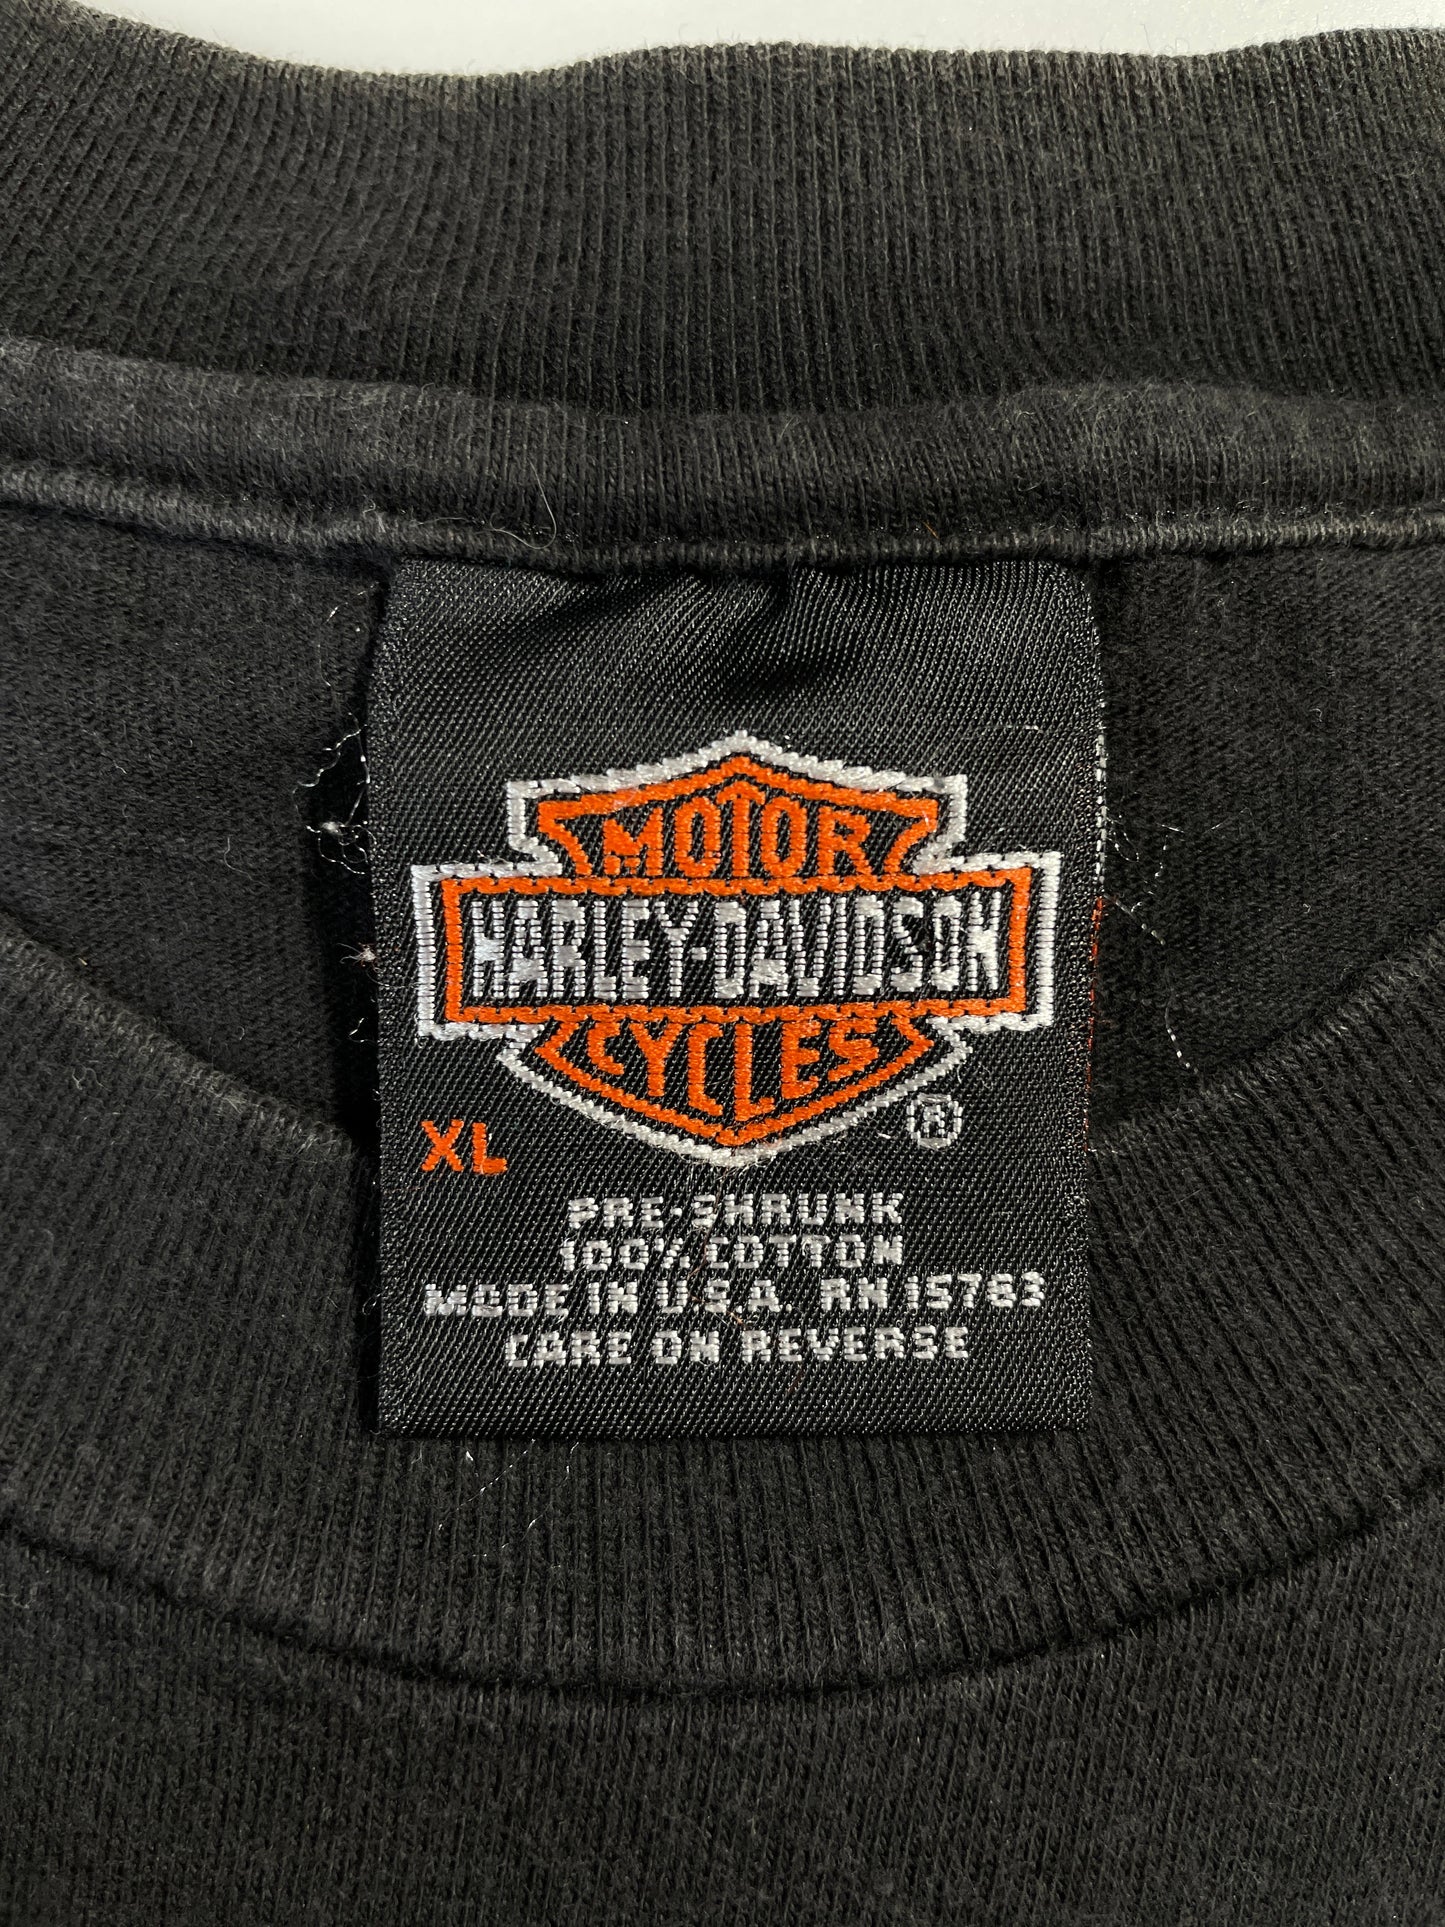 MOTOR
HARLEY-DAVIDSON
CYCLES
®
XL
PRE-SHRUNK
100% COTTON
MADE IN U.S.A. RN 15763
CARE ON REVERSE